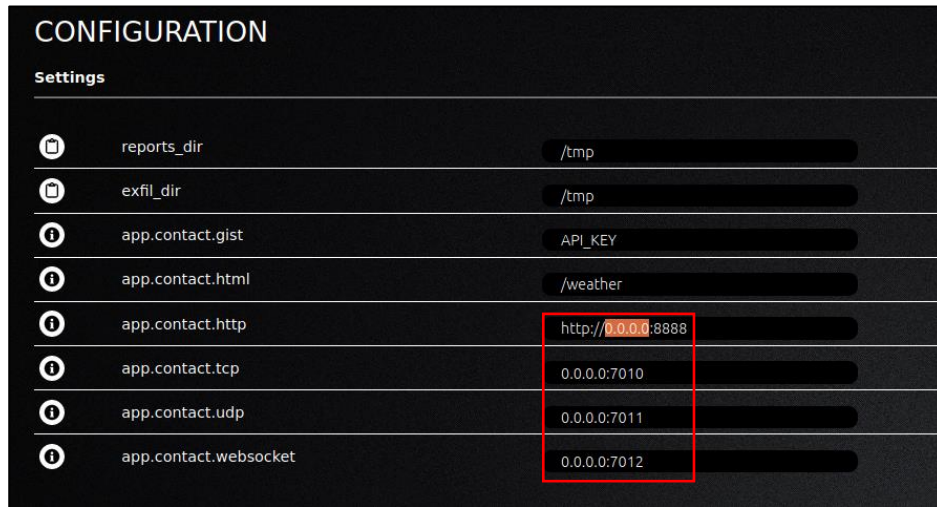 CONFIGURATION
Settings
reports_dir /tmp
exfil_dir /tmp
app.contact.gist API_KEY
app.contact.html /weather
app.contact.http http://0.0.0.0:8888
app.contact.tcp 0.0.0.0:7010
app.contact.udp 0.0.0.0:7011
app.contact.websocket 0.0.0.0:7012